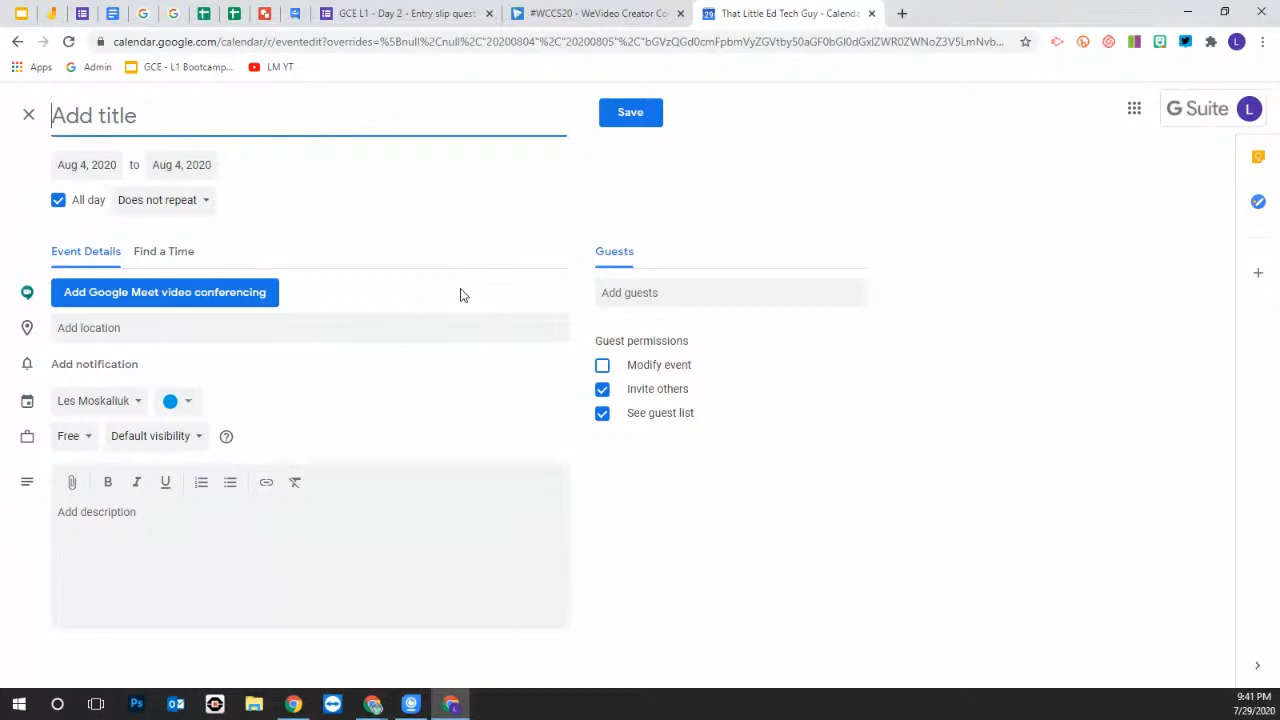 GCE L1 - Day 2 - Entry slip quest
#WCCS20 - WeVideo Creator Co
29
That Little Ed Tech Guy - Calenda
calendar.google.com/calendar/r/eventedit?overrides=%5Bnull%2Cnull%2C"20200804"%2C"20200805"%2C"bGVzQGd0cmFpbmVyZGVtby50aGF0bGl0dGxlZWR0ZWNoZ3V5LmNvb...
L
Apps
Admin
GCE - L1 Bootcamp...
LM YT
Add title
Save
G Suite
L
Aug 4, 2020 to Aug 4, 2020
All day
Does not repeat
Event Details
Find a Time
Guests
Add Google Meet video conferencing
Add guests
Add location
Guest permissions
Add notification
Modify event
Invite others
Les Moskaliuk
See guest list
Free
Default visibility
B I U
Add description
Ps
9:41 PM
7/29/2020